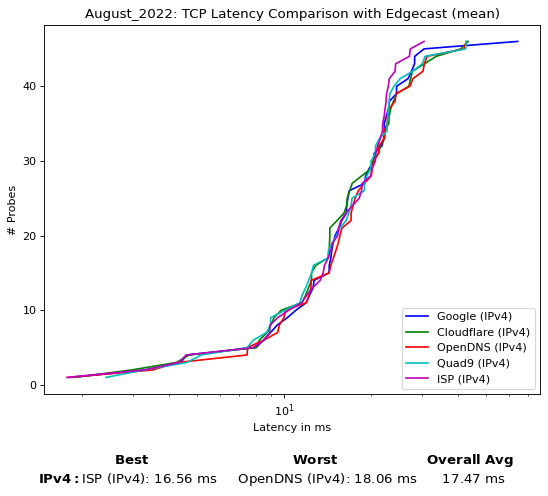 August_2022: TCP Latency Comparison with Edgecast (mean)
40
30
# Probes
20
10
0
Google (IPv4)
Cloudflare (IPv4)
OpenDNS (IPv4)
Quad9 (IPv4)
ISP (IPv4)
10¹
Latency in ms
Best Worst Overall Avg
IPv4: ISP (IPv4): 16.56 ms OpenDNS (IPv4): 18.06 ms 17.47 ms